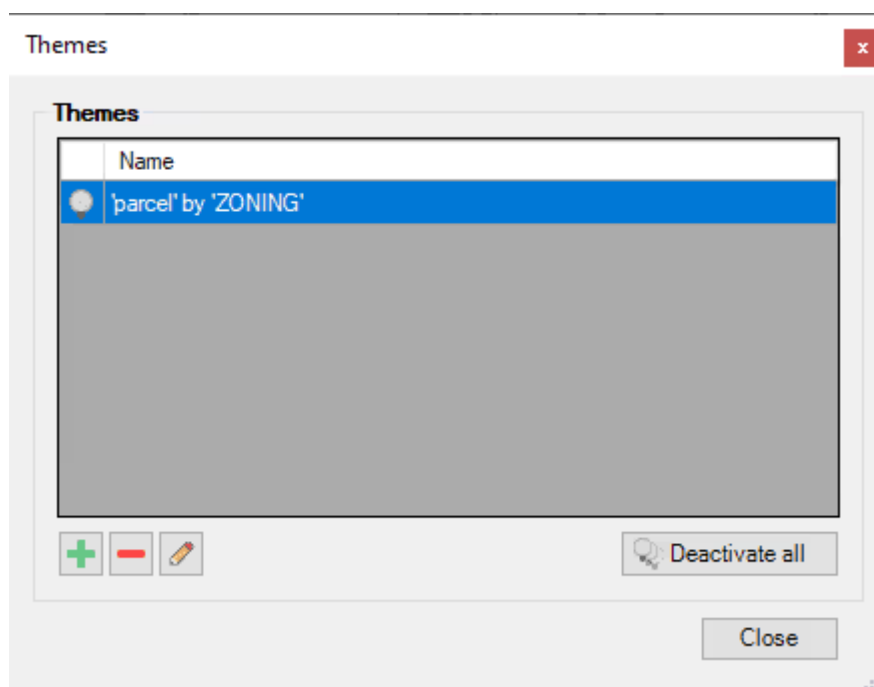 Themes
x
Themes
Name
'parcel' by 'ZONING'
Deactivate all
Close